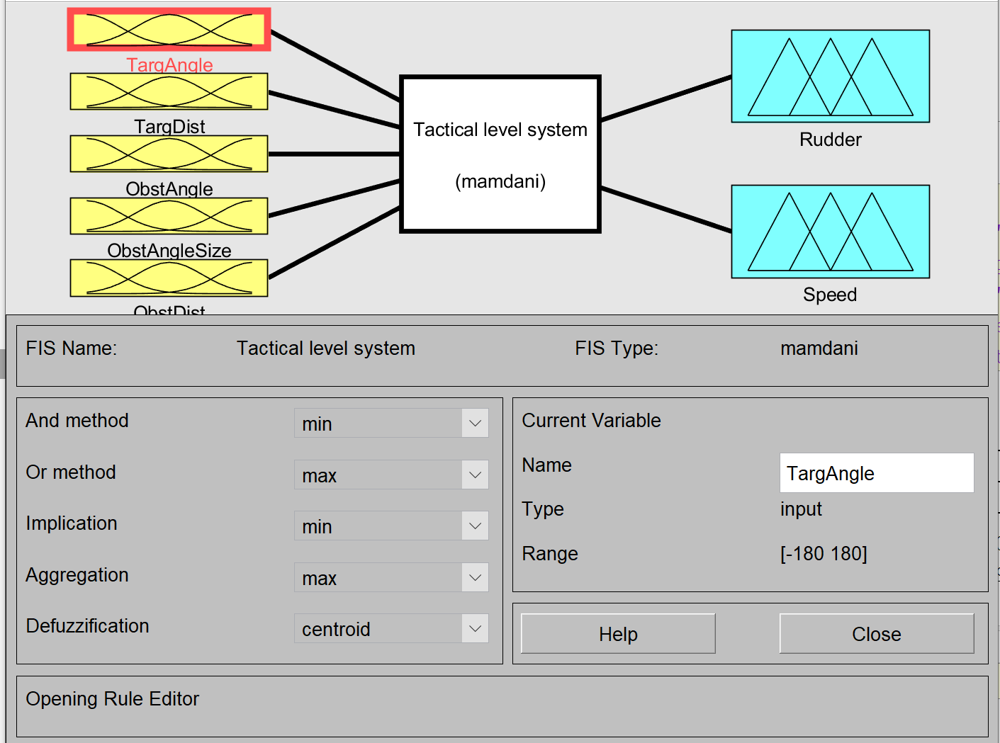 TargAngle
TargDist
ObstAngle
ObstAngleSize
ObstDist
Tactical level system
(mamdani)
Rudder
Speed
FIS Name: Tactical level system FIS Type: mamdani
And method min
Or method max
Implication min
Aggregation max
Defuzzification centroid
Current Variable
Name TargAngle
Type input
Range [-180 180]
Help Close
Opening Rule Editor